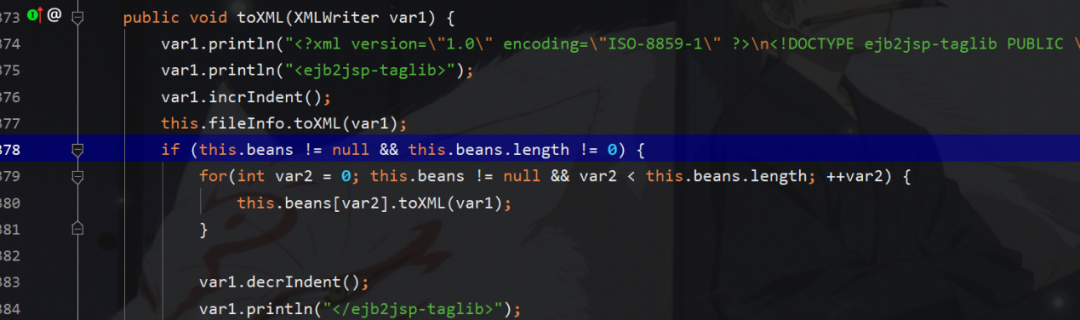 373 @ public void toXML(XMLWriter var1) {
374 var1.println("<?xml version=\"1.0\" encoding=\"ISO-8859-1\" ?>\n<!DOCTYPE ejb2jsp-taglib PUBLIC \
375 var1.println("<ejb2jsp-taglib>");
376 var1.incrIndent();
377 this.fileInfo.toXML(var1);
378 if (this.beans != null && this.beans.length != 0) {
379 for(int var2 = 0; this.beans != null && var2 < this.beans.length; ++var2) {
380 this.beans[var2].toXML(var1);
381 }
382
383 var1.decrIndent();
384 var1.println("</ejb2jsp-taglib>");